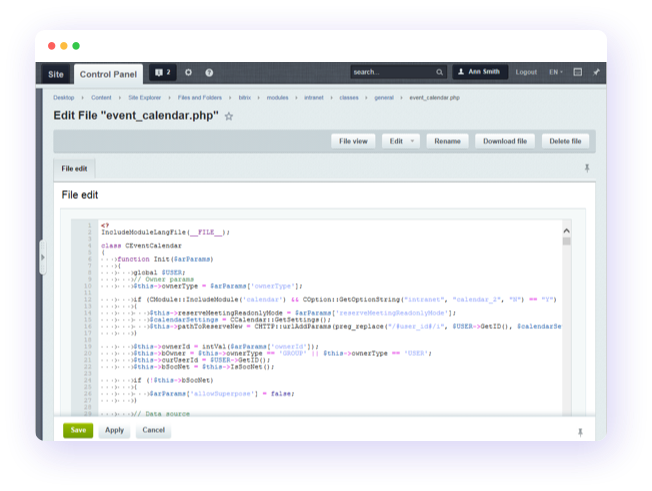 Site
Control Panel
2
search...
Ann Smith
Logout
EN
Desktop
Content
Site Explorer
Files and Folders
bitrix
modules
intranet
classes
general
event_calendar.php
Edit File "event_calendar.php"
File view
Edit
Rename
Download file
Delete file
File edit
File edit
1 <?
2 IncludeModuleLangFile(__FILE__);
3
4 class CEventCalendar
5 {
6 function Init($arParams)
7 {
8 global $USER;
9 // Owner params
10 $this->ownerType = $arParams['ownerType'];
11
12 if (CModule::IncludeModule('calendar') && COption::GetOptionString("intranet", "calendar_2", "N") == "Y")
13 {
14 $this->reserveMeetingReadonlyMode = $arParams['reserveMeetingReadonlyMode'];
15 $calendarSettings = CCalendar::GetSettings();
16 $this->pathToReserveNew = CHTTP::urlAddParams(preg_replace("/#user_id#/i", $USER->GetID(), $calendarSe
17 }
18
19 $this->ownerId = intVal($arParams['ownerId']);
20 $this->bOwner = $this->ownerType == 'GROUP' || $this->ownerType == 'USER';
21 $this->curUserId = $USER->GetID();
22 $this->bSocNet = $this->IsSocNet();
23
24 if (!$this->bSocNet)
25 {
26 $arParams['allowSuperpose'] = false;
27 }
28
29 // Data source
Save
Apply
Cancel